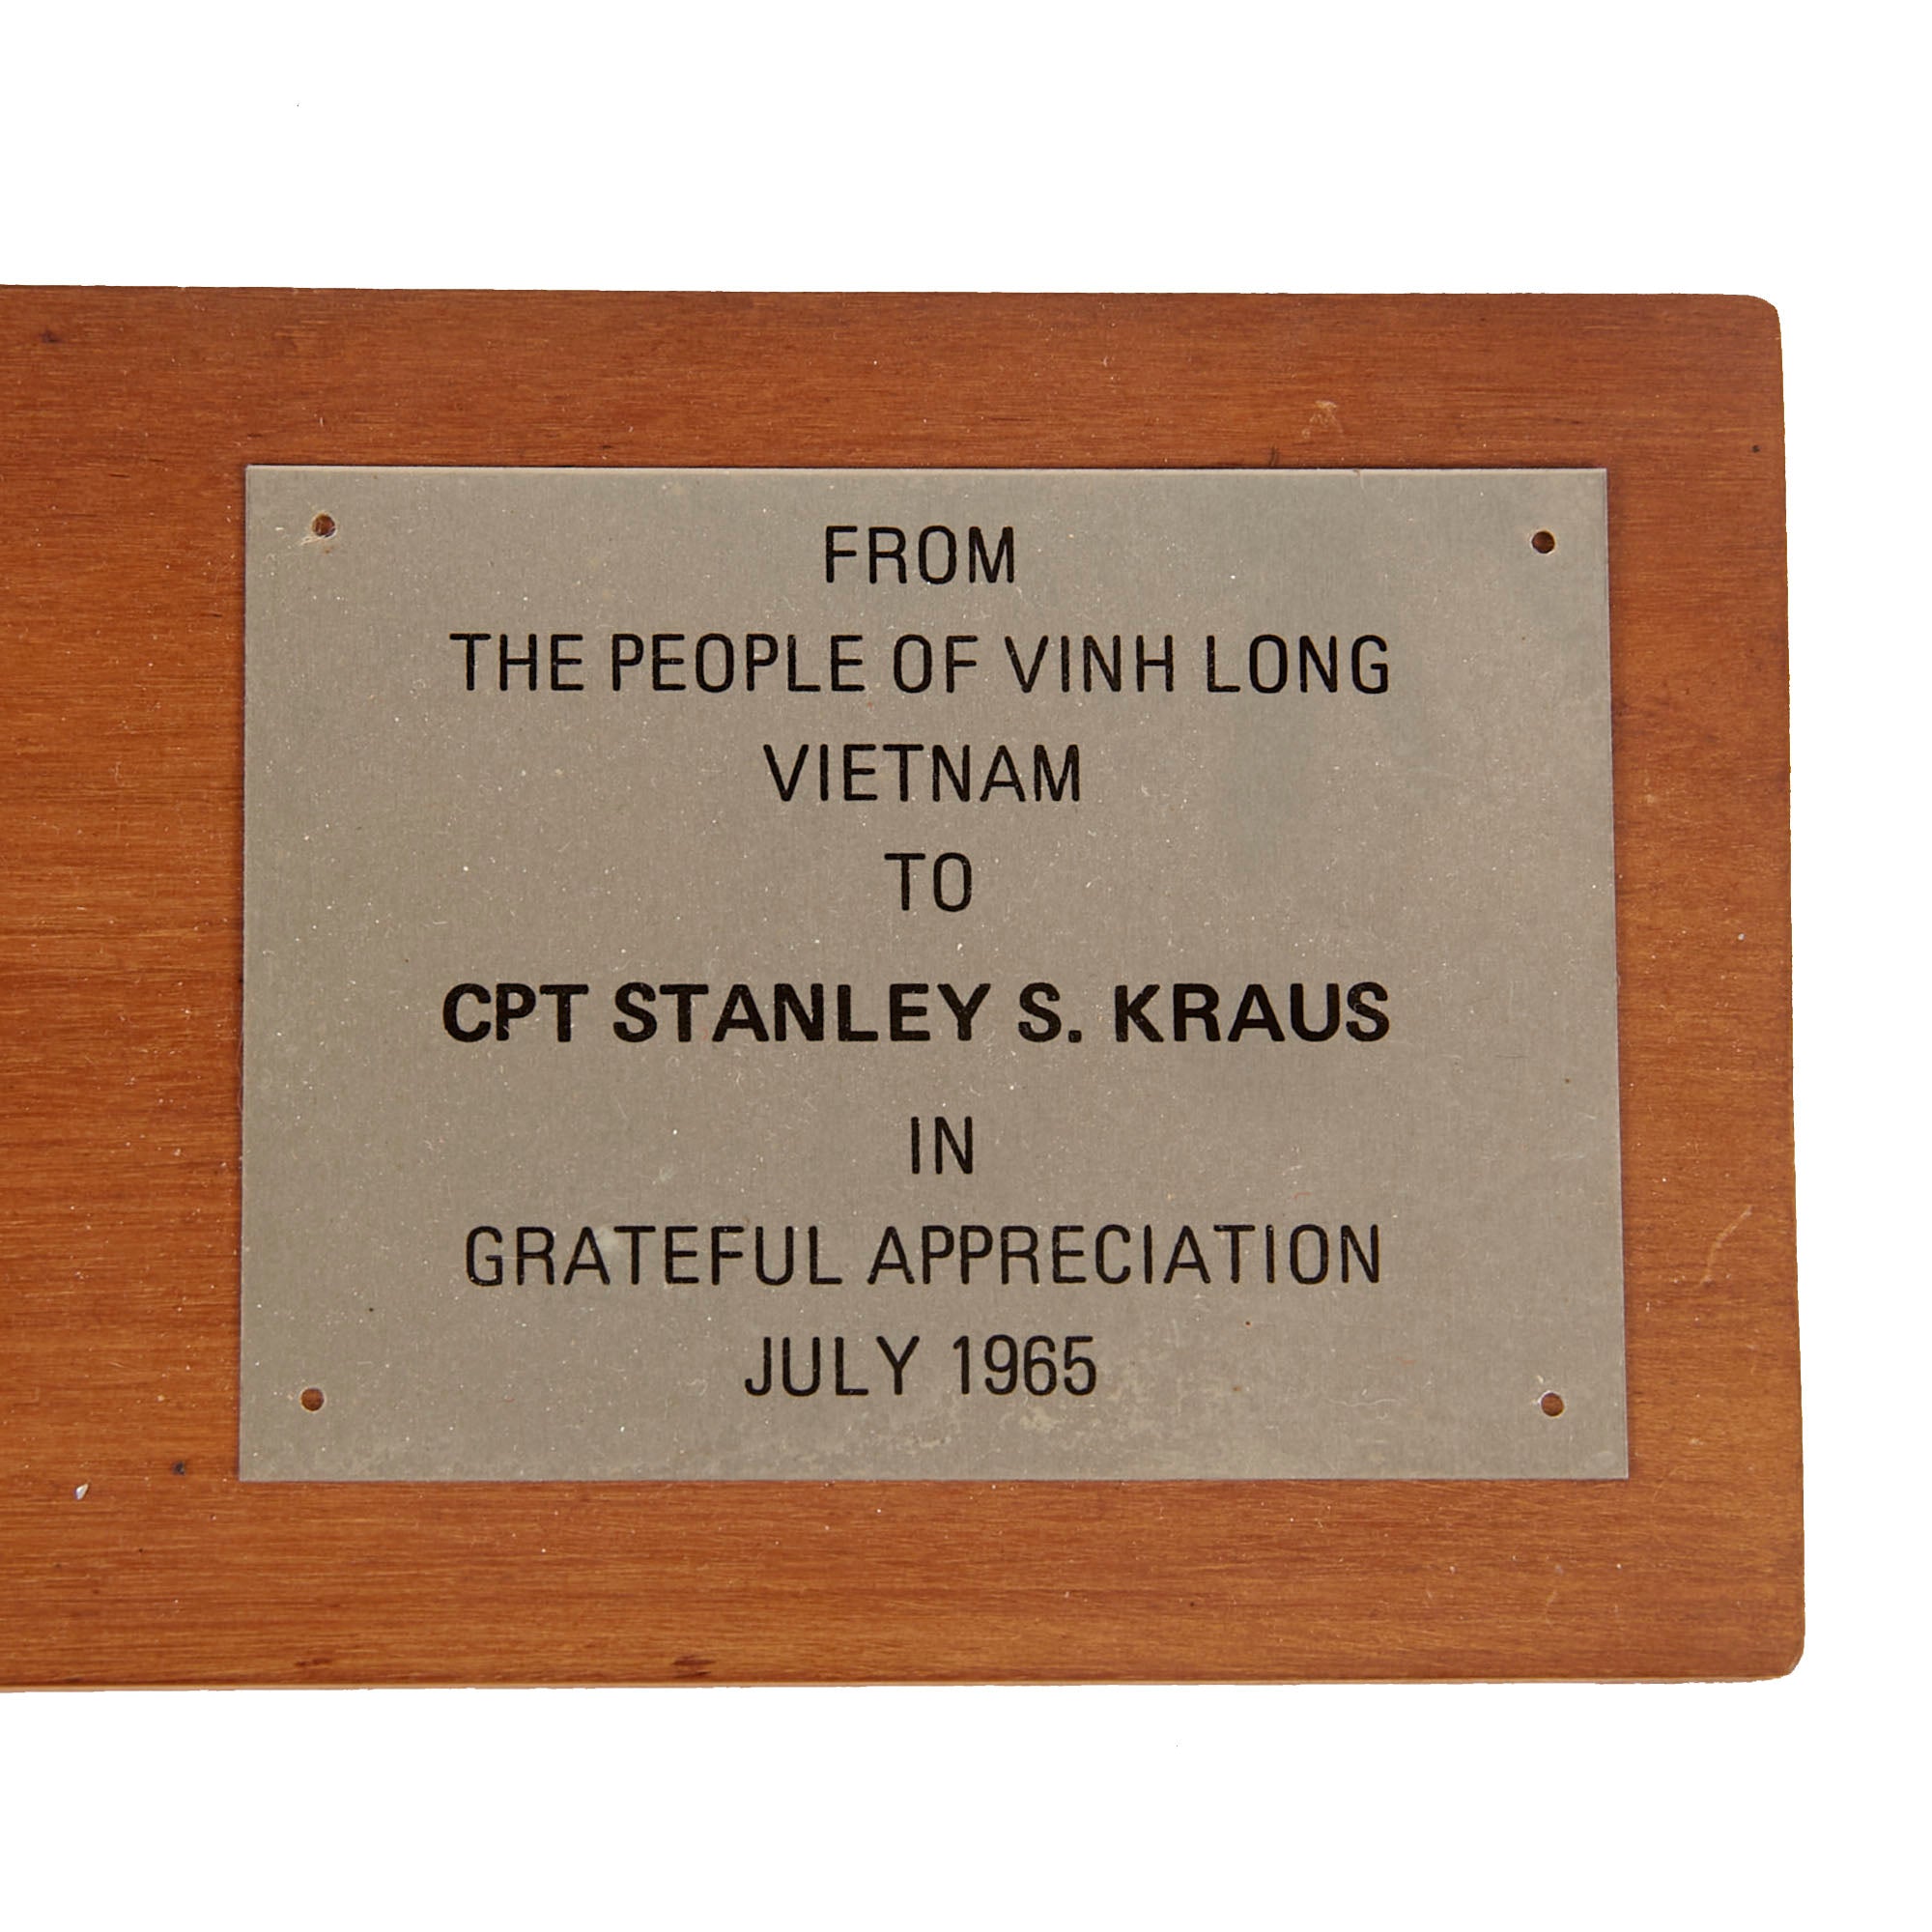 FROM
THE PEOPLE OF VINH LONG
VIETNAM
TO
CPT STANLEY S. KRAUS
IN
GRATEFUL APPRECIATION
JULY 1965